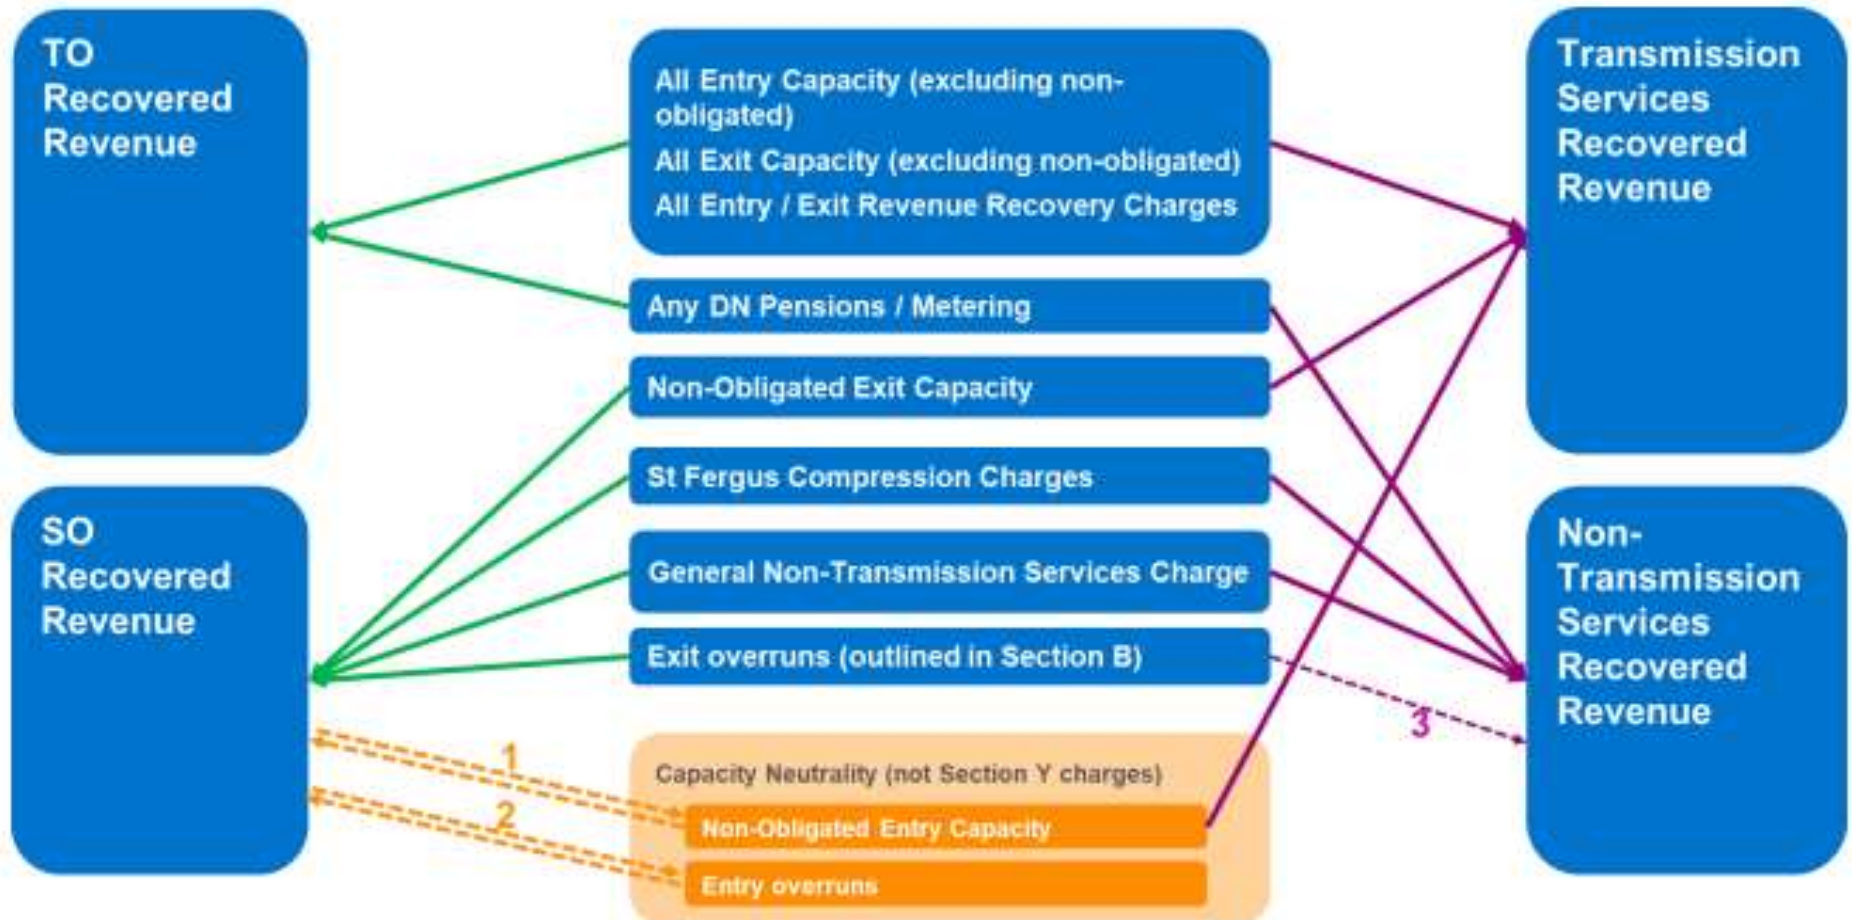 TO
Recovered
Revenue
All Entry Capacity (excluding non-
obligated)
All Exit Capacity (excluding non-obligated)
All Entry / Exit Revenue Recovery Charges
Transmission
Services
Recovered
Revenue
Any DN Pensions / Metering
Non-Obligated Exit Capacity
St Fergus Compression Charges
SO
Recovered
Revenue
General Non-Transmission Services Charge
Exit overruns (outlined in Section B)
Non-
Transmission
Services
Recovered
Revenue
3
1
2
Capacity Neutrality (not Section Y charges)
Non-Obligated Entry Capacity
Entry overruns